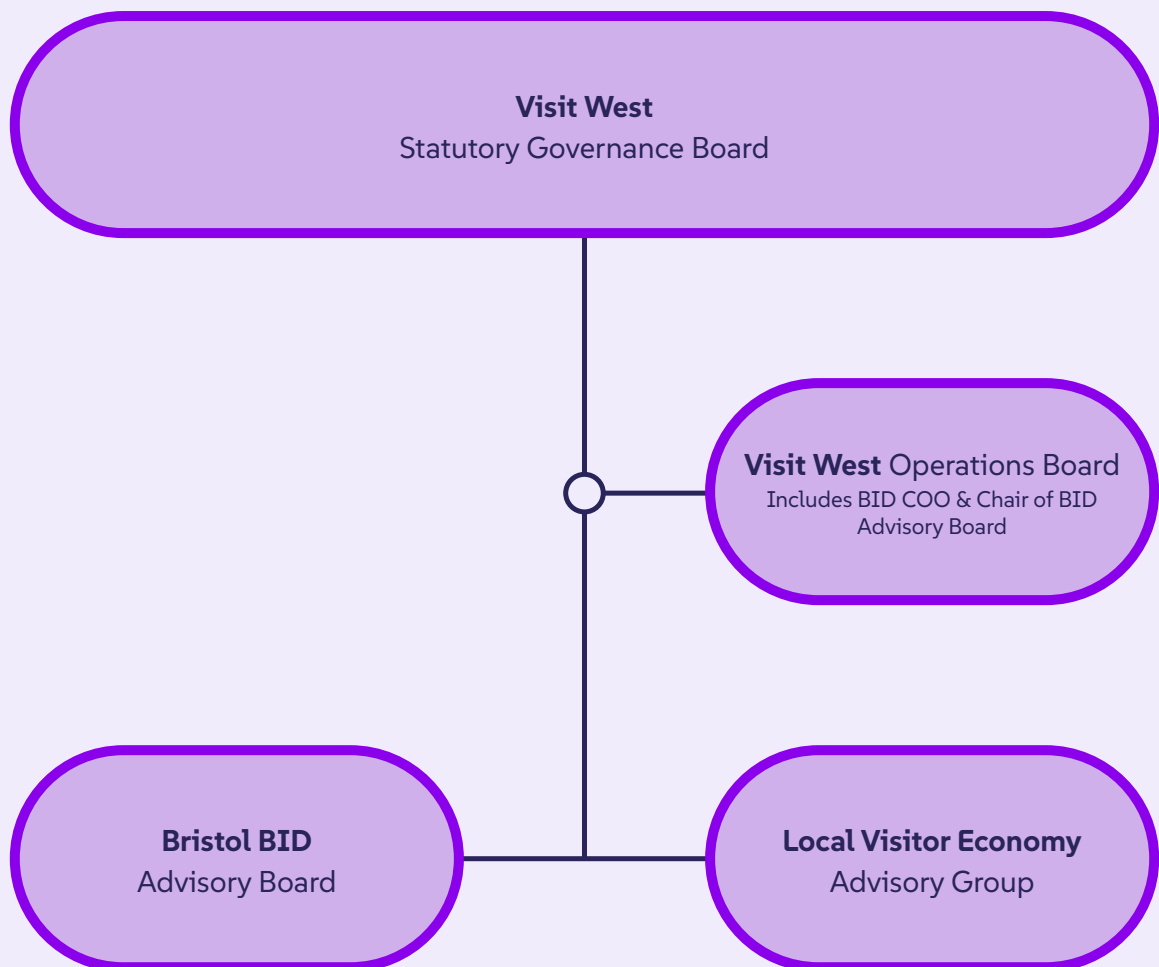 Visit West
Statutory Governance Board
Visit West Operations Board
Includes BID COO & Chair of BID
Advisory Board
Bristol BID
Advisory Board
Local Visitor Economy
Advisory Group